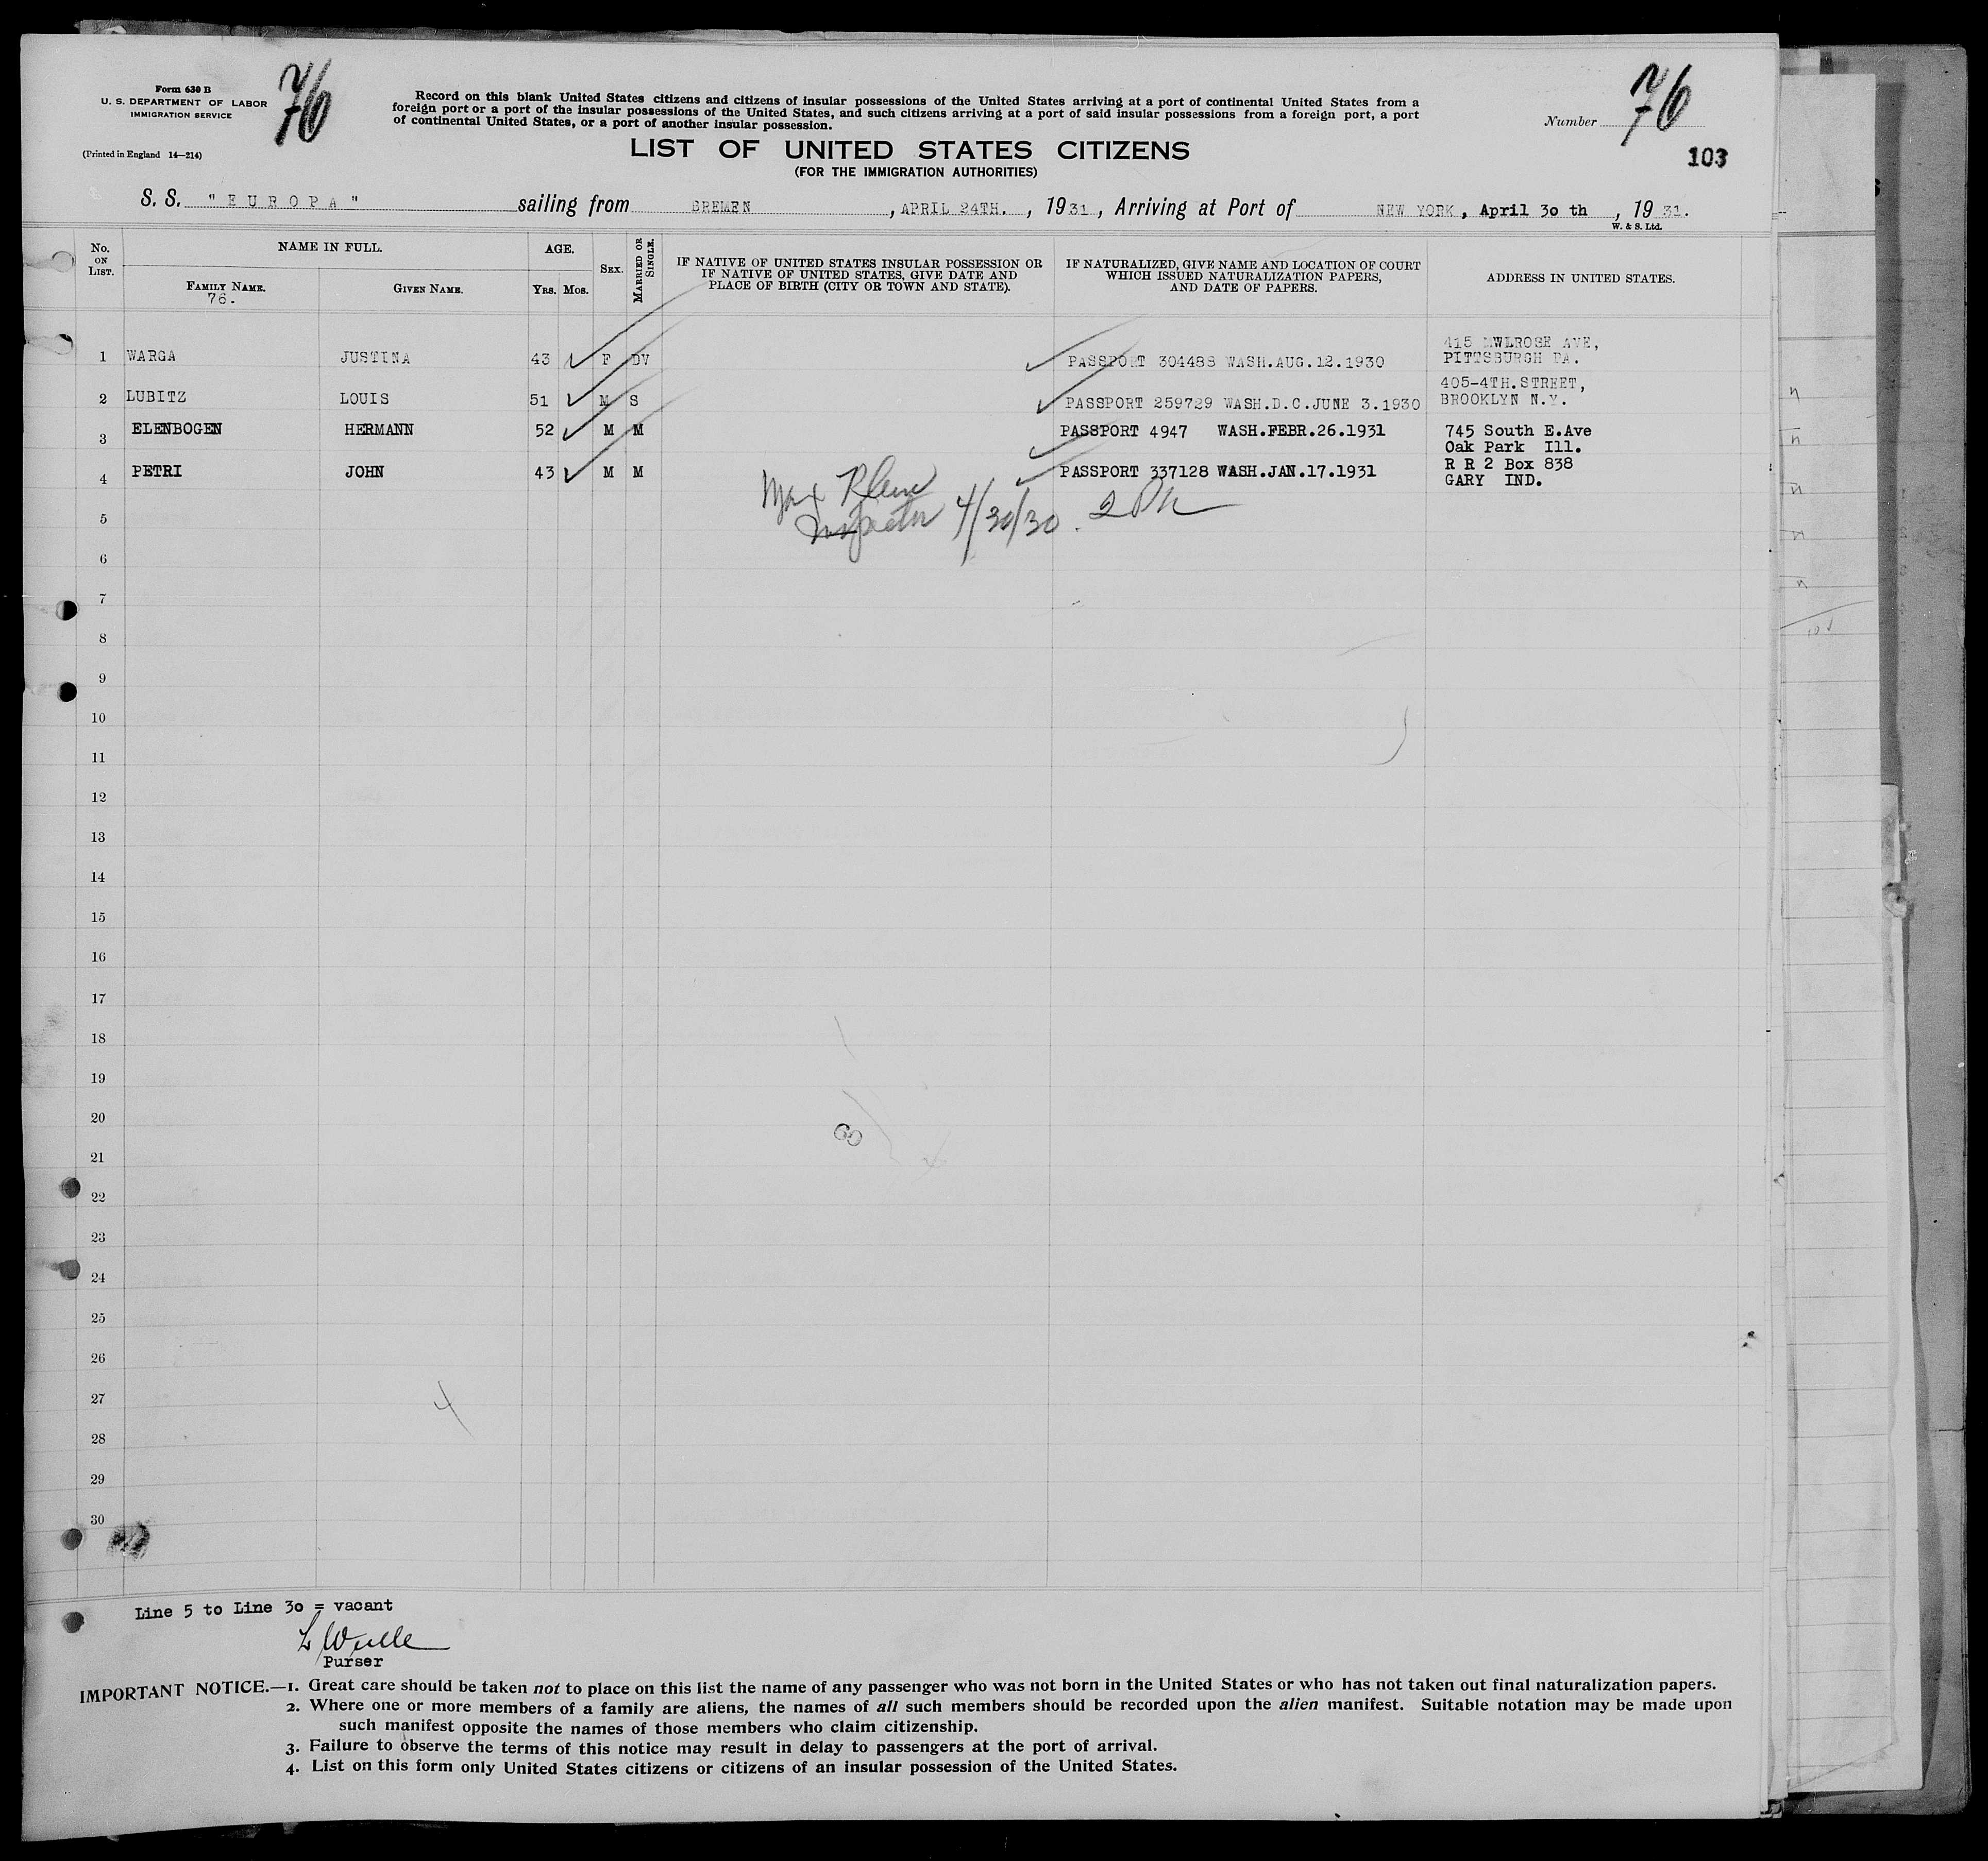 Form 630 B
U. S. DEPARTMENT OF LABOR
IMMIGRATION SERVICE
(Printed in England 14—214)
76
Record on this blank United States citizens and citizens of insular possessions of the United States arriving at a port of continental United States from a
foreign port or a port of the insular possessions of the United States, and such citizens arriving at a port of said insular possessions from a foreign port, a port
of continental United States, or a port of another insular possession.
Number 76
103
LIST OF UNITED STATES CITIZENS
(FOR THE IMMIGRATION AUTHORITIES)
S. S. "EUROPA" sailing from BREMEN, APRIL 24TH., 1931, Arriving at Port of NEW YORK, April 3o th, 19 31.
W. & S. Ltd.
No. ON LIST.
NAME IN FULL.
FAMILY NAME.
76.
GIVEN NAME.
AGE.
YRS. MOS.
SEX.
MARRIED OR SINGLE.
IF NATIVE OF UNITED STATES INSULAR POSSESSION OR
IF NATIVE OF UNITED STATES, GIVE DATE AND
PLACE OF BIRTH (CITY OR TOWN AND STATE).
IF NATURALIZED, GIVE NAME AND LOCATION OF COURT
WHICH ISSUED NATURALIZATION PAPERS,
AND DATE OF PAPERS.
ADDRESS IN UNITED STATES.
1 WARGA JUSTINA 43 F DV PASSPORT 304488 WASH.AUG.12.1930 415 MWLROSE AVE,
PITTSBURGH PA.
2 LUBITZ LOUIS 51 M S PASSPORT 259729 WASH.D.C.JUNE 3.1930 405-4TH.STREET,
BROOKLYN N.Y.
3 ELENBOGEN HERMANN 52 M M PASSPORT 4947 WASH.FEBR.26.1931 745 South E.Ave
Oak Park Ill.
4 PETRI JOHN 43 M M PASSPORT 337128 WASH.JAN.17.1931 R R 2 Box 838
GARY IND.
Max Klein
Inspector 4/30/30. 2 PM
5
6
7
8
9
10
11
12
13
14
15
16
17
18
19
20
21
22
23
24
25
26
27
4
28
29
30
Line 5 to Line 3o = vacant
L Wulle
Purser
IMPORTANT NOTICE.—1. Great care should be taken not to place on this list the name of any passenger who was not born in the United States or who has not taken out final naturalization papers.
2. Where one or more members of a family are aliens, the names of all such members should be recorded upon the alien manifest. Suitable notation may be made upon
such manifest opposite the names of those members who claim citizenship.
3. Failure to observe the terms of this notice may result in delay to passengers at the port of arrival.
4. List on this form only United States citizens or citizens of an insular possession of the United States.